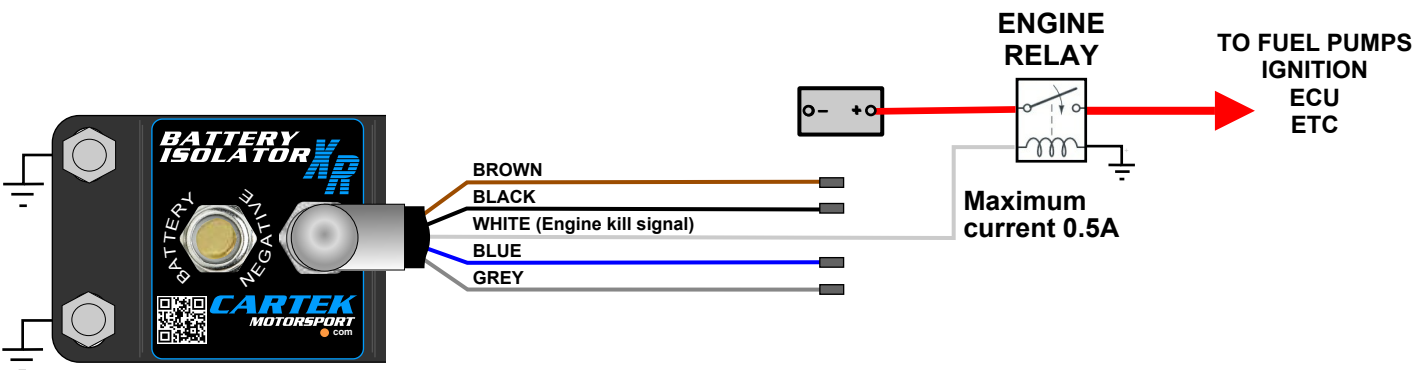 ENGINE
RELAY
TO FUEL PUMPS
IGNITION
ECU
ETC
BATTERY
ISOLATOR XR
BATTERY
NEGATIVE
CARTEK
MOTORSPORT
com
BROWN
BLACK
WHITE (Engine kill signal)
BLUE
GREY
− +
Maximum
current 0.5A